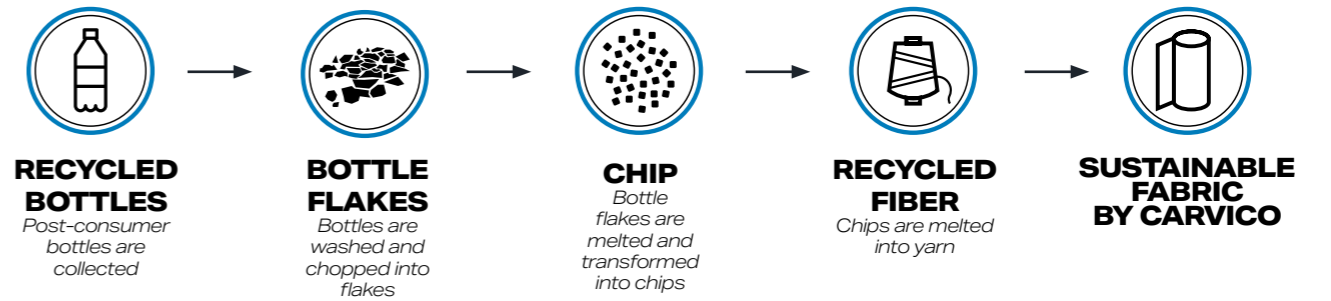 RECYCLED
BOTTLES
Post-consumer
bottles are
collected
BOTTLE
FLAKES
Bottles are
washed and
chopped into
flakes
CHIP
Bottle
flakes are
melted and
transformed
into chips
RECYCLED
FIBER
Chips are melted
into yarn
SUSTAINABLE
FABRIC
BY CARVICO